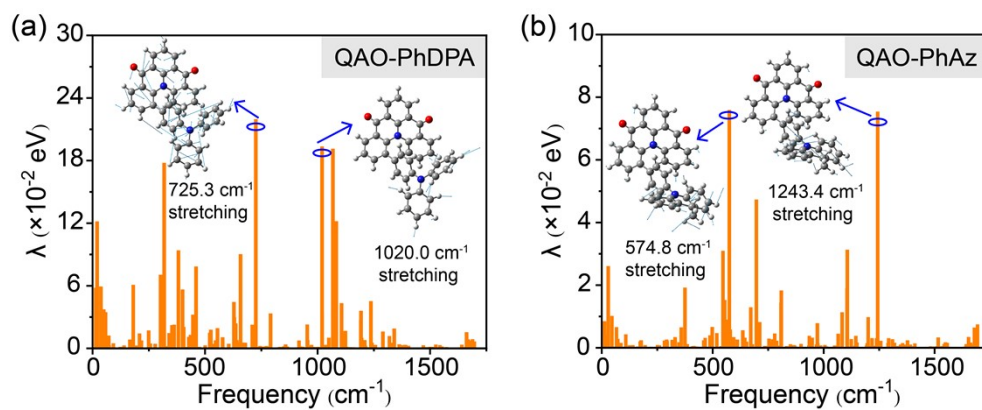 (a)
QAO-PhDPA
λ (×10⁻² eV)
30
24
18
12
6
0
725.3 cm⁻¹
stretching
1020.0 cm⁻¹
stretching
0
500
1000
1500
Frequency (cm⁻¹)
(b)
QAO-PhAz
λ (×10⁻² eV)
10
8
6
4
2
0
574.8 cm⁻¹
stretching
1243.4 cm⁻¹
stretching
0
500
1000
1500
Frequency (cm⁻¹)